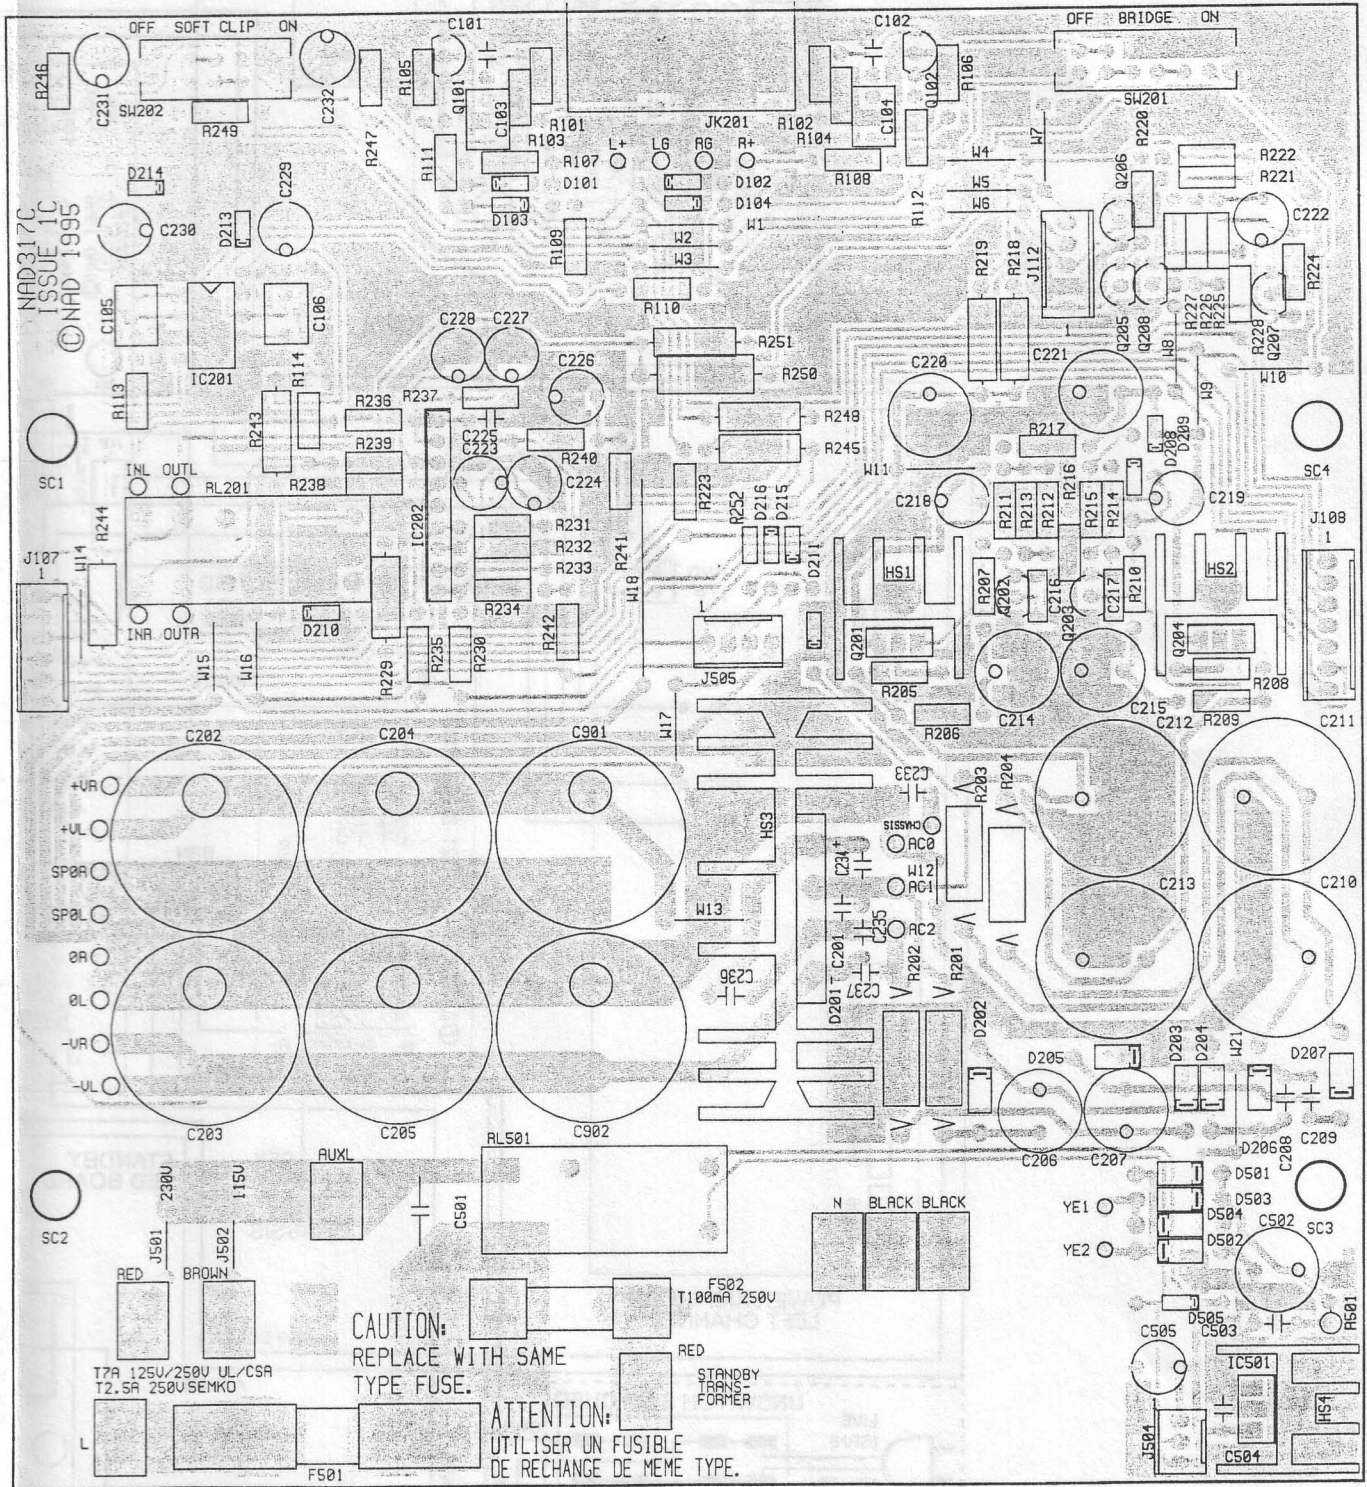 OFF SOFT CLIP ON
C101
C102
OFF BRIDGE ON
R246
C231
SW202
R249
C232
R247
R105
Q101
C103
R101
R103
JK201
R102
R104
C104
Q102
R106
SW201
R220
W7
R111
R107
L+
LG
RG
R+
R108
W4
R222
R221
D214
C229
D101
D102
W5
W6
Q206
C230
D213
D103
D104
W1
R112
C222
NAD317C
ISSUE 1C
© NAD 1995
R109
W2
W3
R219
R218
J112
1
R224
C105
C106
R110
Q205
Q208
R227
R226
R225
R228
Q207
IC201
C228
C227
R251
C220
C221
W8
C226
R250
W9
W10
R113
R114
R243
R236
R237
C225
R248
R217
D208
D209
R239
C223
R240
R245
SC1
W11
R216
SC4
INL OUTL
RL201
R238
C224
R223
C218
C219
R244
IC202
R231
R232
R233
R241
R252
D216
D215
R211
R213
R212
R215
R214
J108
1
J107
1
W14
D211
HS1
HS2
R234
W18
R207
Q202
C216
C217
R210
INR OUTR
D210
R242
1
Q201
Q203
Q204
W15
W16
R229
R235
R230
J505
R205
R208
W17
C214
C215
R209
R206
C202
C204
C901
C212
C211
+VR
+VL
SP0R
SP0L
0R
0L
-VR
-VL
C233
R203
R204
HS3
CHASSIS
AC0
C234
W12
AC1
C213
C210
W13
C235
AC2
C201
R202
R201
C236
C237
D201
D202
D205
D203
D204
W21
D207
C203
C205
C902
C206
C207
D206
C208
C209
RL501
AUXL
230V
115V
C501
D501
D503
D504
D502
SC2
YE1
YE2
C502
SC3
N BLACK BLACK
J501
J502
RED
BROWN
F502
T100mA 250V
D505
C503
R501
CAUTION:
REPLACE WITH SAME
TYPE FUSE.
RED
STANDBY
TRANS-
FORMER
C505
IC501
T7A 125V/250V UL/CSA
T2.5A 250V SEMKO
HS4
ATTENTION:
UTILISER UN FUSIBLE
DE RECHANGE DE MEME TYPE.
L
F501
1
J504
C504